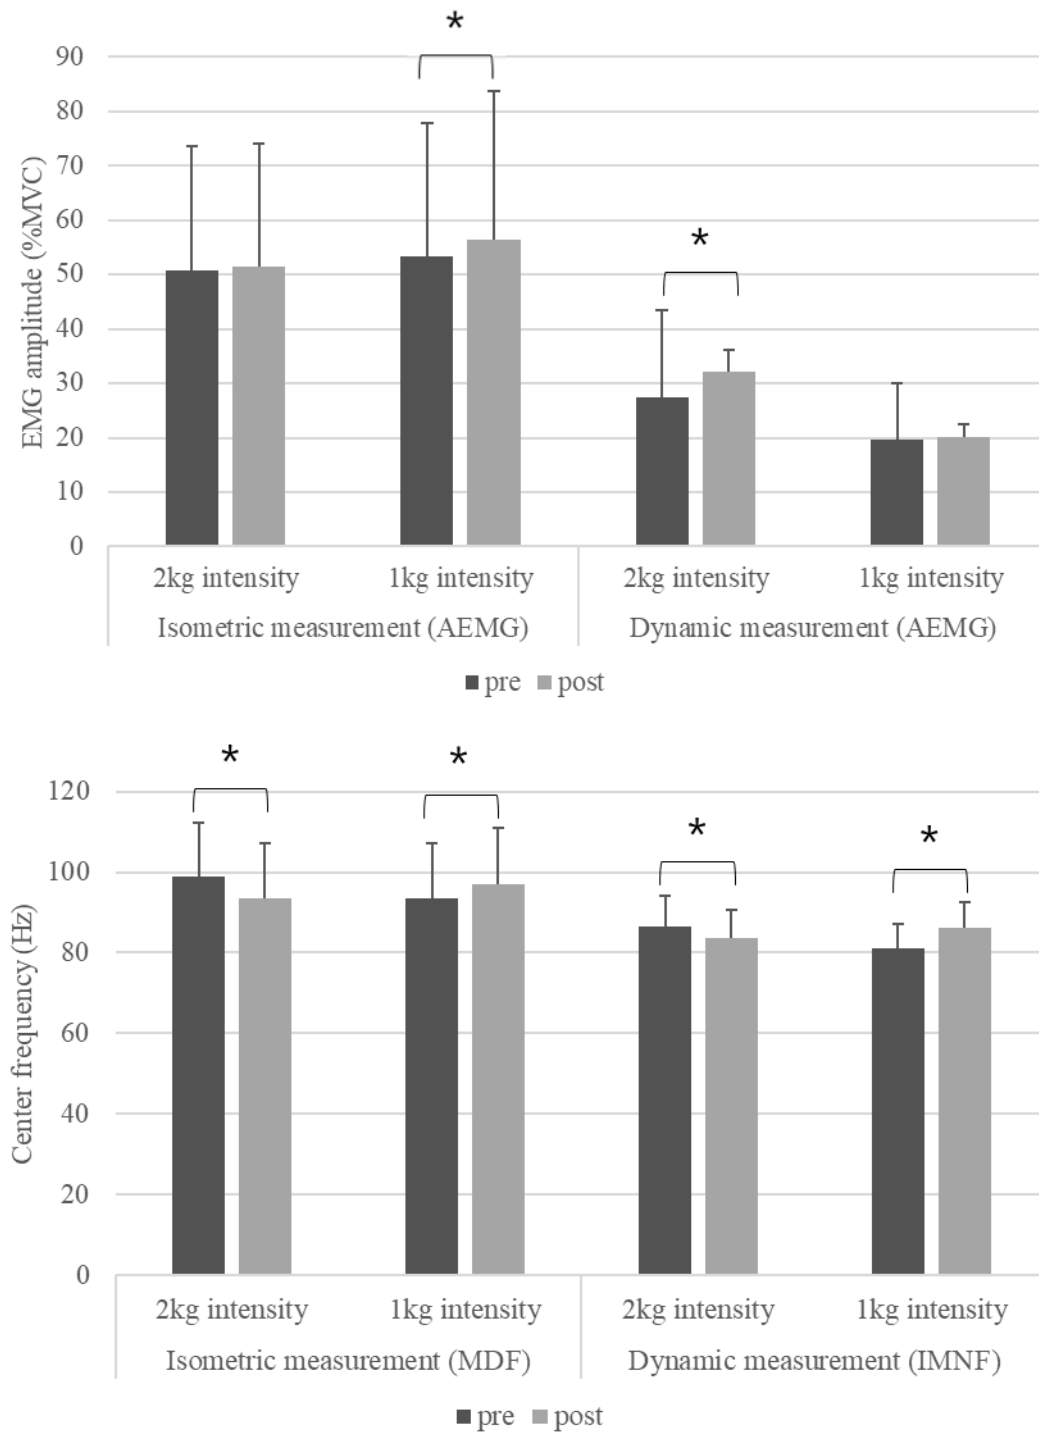 *
90
80
70
60
50
40
30
20
10
0
EMG amplitude (%MVC)
*
2kg intensity 1kg intensity 2kg intensity 1kg intensity
Isometric measurement (AEMG) Dynamic measurement (AEMG)
pre post
* *
120
* *
100
80
60
40
20
0
Center frequency (Hz)
2kg intensity 1kg intensity 2kg intensity 1kg intensity
Isometric measurement (MDF) Dynamic measurement (IMNF)
pre post